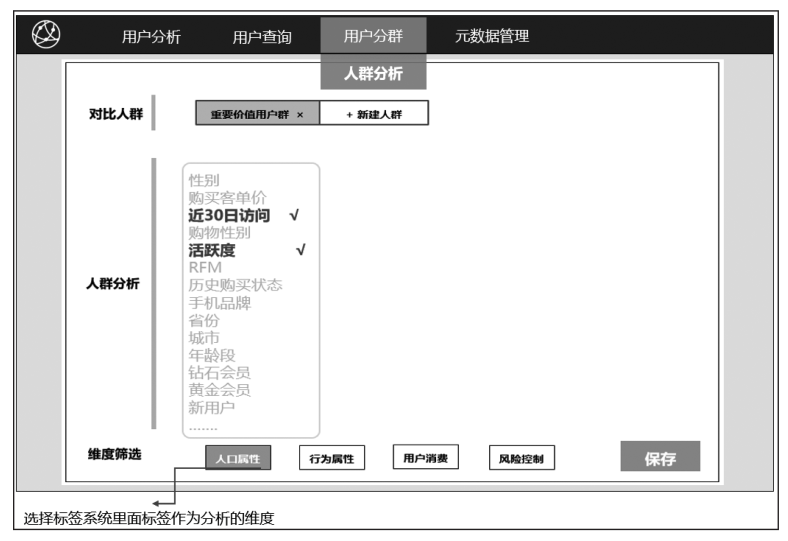 用户分析 用户查询 用户分群 元数据管理
人群分析
对比人群 重要价值用户群 × + 新建人群
人群分析
性别
购买客单价
近30日访问 √
购物性别
活跃度 √
RFM
历史购买状态
手机品牌
省份
城市
年龄段
钻石会员
黄金会员
新用户
.......
维度筛选 人口属性 行为属性 用户消费 风险控制 保存
选择标签系统里面标签作为分析的维度